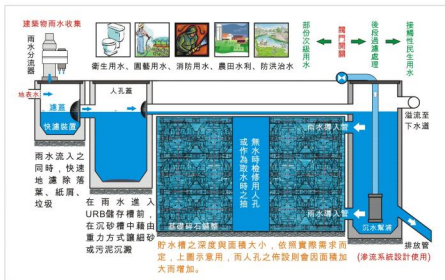 建築物雨水收集
雨水分流器
地表水
濾蓋
快濾裝置
人孔蓋
衛生用水、園藝用水、消防用水、農田水利、防洪治水
部份次級用水
閥門開關
後段過濾處理
接觸性民生用水
溢流至下水道
雨水導入管
雨水導入管
無水時檢修用人孔
或作為取水時之抽
基礎碎石調整
沉水幫浦
排放管
(滲流系統設計應用)
雨水流入之
同時，快速
地濾除落
葉、紙屑、
垃圾
在雨水進入
URB儲存槽前，
在沉砂槽中藉由
重力方式讓細砂
或污泥沉澱
貯水槽之深度與面積大小，依照實際需求而
定，上圖示意用，而人孔之佈設則會因面積加
大而增加。